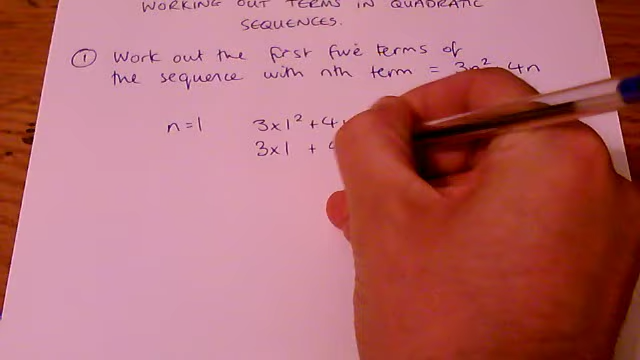 WORKING OUT TERMS IN QUADRATIC
SEQUENCES.
① Work out the first five terms of
the sequence with nth term = 3n² 4n
n=1 3x1² + 4
3x1 +